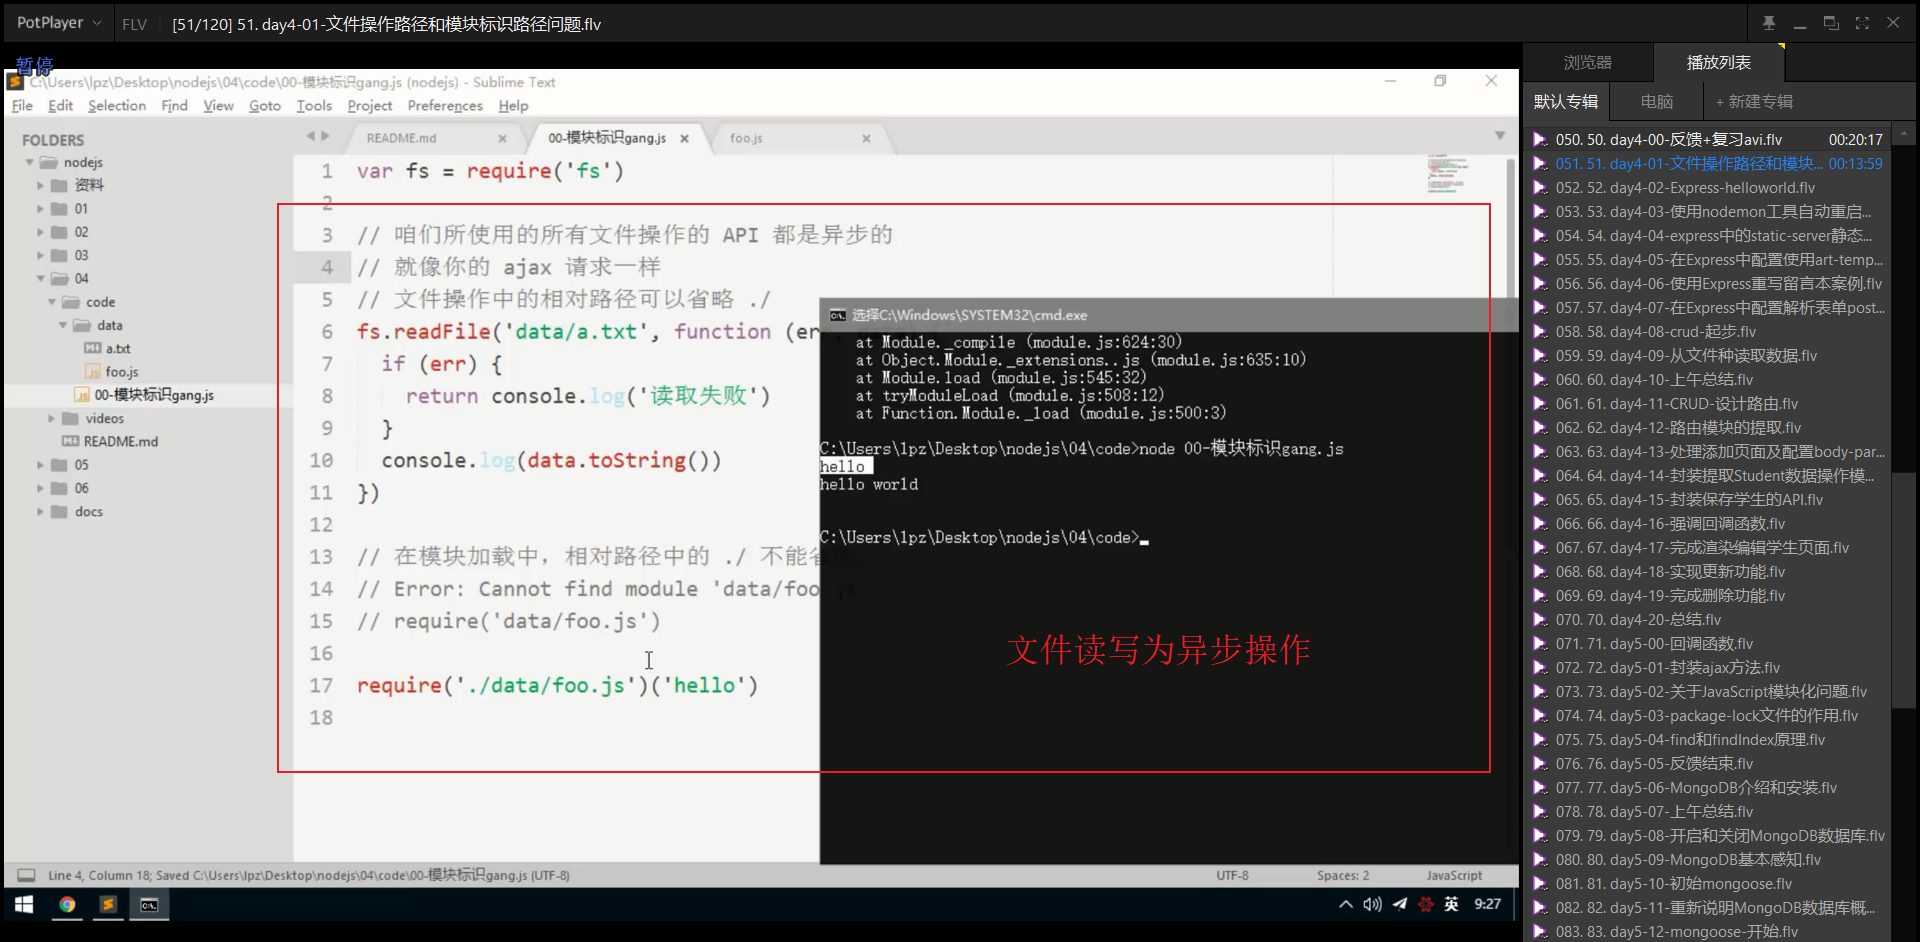 PotPlayer
FLV
[51/120] 51. day4-01-文件操作路径和模块标识路径问题.flv
暂停
C:\Users\lpz\Desktop\nodejs\04\code\00-模块标识gang.js (nodejs) - Sublime Text
File Edit Selection Find View Goto Tools Project Preferences Help
FOLDERS
nodejs
资料
01
02
03
04
code
data
a.txt
foo.js
00-模块标识gang.js
videos
README.md
05
06
docs
README.md
00-模块标识gang.js
foo.js
1 var fs = require('fs')
2
3 // 咱们所使用的所有文件操作的 API 都是异步的
4 // 就像你的 ajax 请求一样
5 // 文件操作中的相对路径可以省略 ./
6 fs.readFile('data/a.txt', function (err
7 if (err) {
8 return console.log('读取失败')
9 }
10 console.log(data.toString())
11 })
12
13 // 在模块加载中，相对路径中的 ./ 不能省
14 // Error: Cannot find module 'data/foo
15 // require('data/foo.js')
16
17 require('./data/foo.js')('hello')
18
选择C:\Windows\SYSTEM32\cmd.exe
at Module._compile (module.js:624:30)
at Object.Module._extensions..js (module.js:635:10)
at Module.load (module.js:545:32)
at tryModuleLoad (module.js:508:12)
at Function.Module._load (module.js:500:3)
C:\Users\lpz\Desktop\nodejs\04\code>node 00-模块标识gang.js
hello
hello world
C:\Users\lpz\Desktop\nodejs\04\code>
文件读写为异步操作
Line 4, Column 18; Saved C:\Users\lpz\Desktop\nodejs\04\code\00-模块标识gang.js (UTF-8)
UTF-8
Spaces: 2
JavaScript
英
9:27
浏览器
播放列表
默认专辑
电脑
+ 新建专辑
050. 50. day4-00-反馈+复习avi.flv 00:20:17
051. 51. day4-01-文件操作路径和模块... 00:13:59
052. 52. day4-02-Express-helloworld.flv
053. 53. day4-03-使用nodemon工具自动重启...
054. 54. day4-04-express中的static-server静态...
055. 55. day4-05-在Express中配置使用art-temp...
056. 56. day4-06-使用Express重写留言本案例.flv
057. 57. day4-07-在Express中配置解析表单post...
058. 58. day4-08-crud-起步.flv
059. 59. day4-09-从文件种读取数据.flv
060. 60. day4-10-上午总结.flv
061. 61. day4-11-CRUD-设计路由.flv
062. 62. day4-12-路由模块的提取.flv
063. 63. day4-13-处理添加页面及配置body-par...
064. 64. day4-14-封装提取Student数据操作模...
065. 65. day4-15-封装保存学生的API.flv
066. 66. day4-16-强调回调函数.flv
067. 67. day4-17-完成渲染编辑学生页面.flv
068. 68. day4-18-实现更新功能.flv
069. 69. day4-19-完成删除功能.flv
070. 70. day4-20-总结.flv
071. 71. day5-00-回调函数.flv
072. 72. day5-01-封装ajax方法.flv
073. 73. day5-02-关于JavaScript模块化问题.flv
074. 74. day5-03-package-lock文件的作用.flv
075. 75. day5-04-find和findIndex原理.flv
076. 76. day5-05-反馈结束.flv
077. 77. day5-06-MongoDB介绍和安装.flv
078. 78. day5-07-上午总结.flv
079. 79. day5-08-开启和关闭MongoDB数据库.flv
080. 80. day5-09-MongoDB基本感知.flv
081. 81. day5-10-初始mongoose.flv
082. 82. day5-11-重新说明MongoDB数据库概...
083. 83. day5-12-mongoose-开始.flv